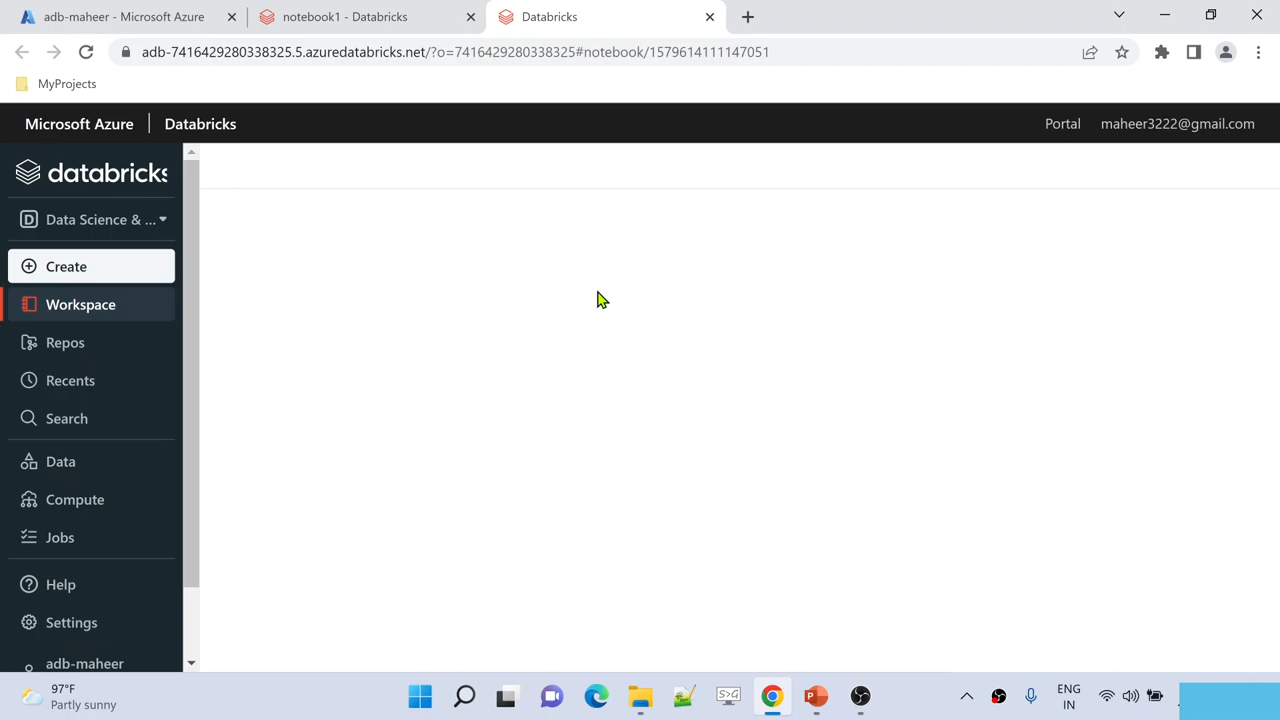 adb-maheer - Microsoft Azure
notebook1 - Databricks
Databricks
adb-7416429280338325.5.azuredatabricks.net/?o=7416429280338325#notebook/1579614111147051
MyProjects
Microsoft Azure
Databricks
Portal
maheer3222@gmail.com
databricks
D
Data Science & ...
Create
Workspace
Repos
Recents
Search
Data
Compute
Jobs
Help
Settings
adb-maheer
97°F
Partly sunny
ENG
IN